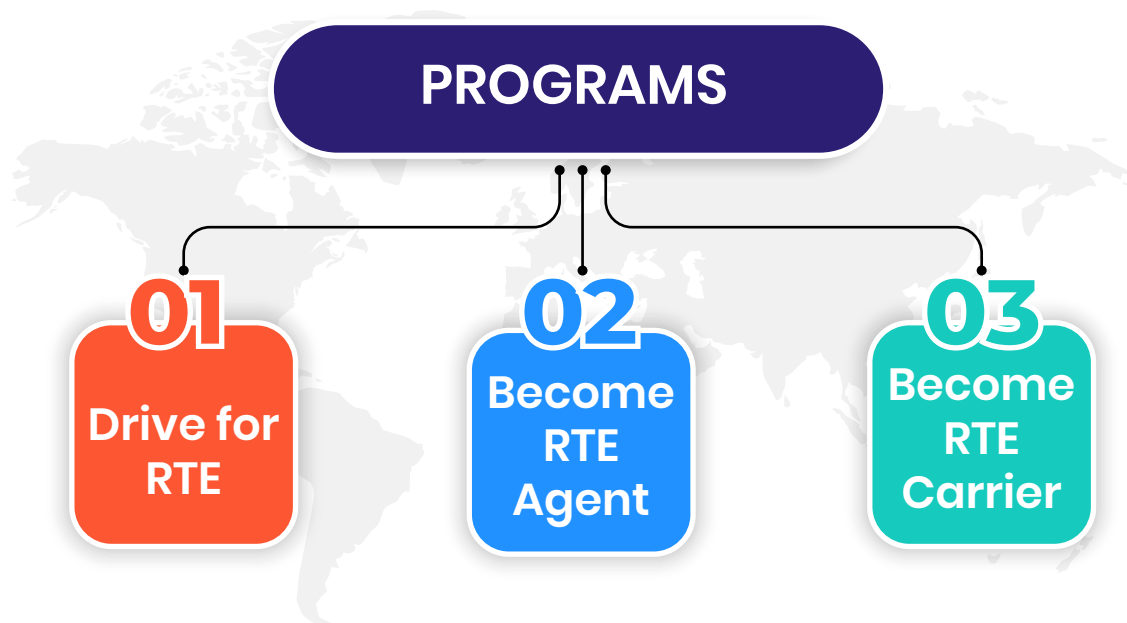 PROGRAMS
01
Drive for
RTE
02
Become
RTE
Agent
03
Become
RTE
Carrier